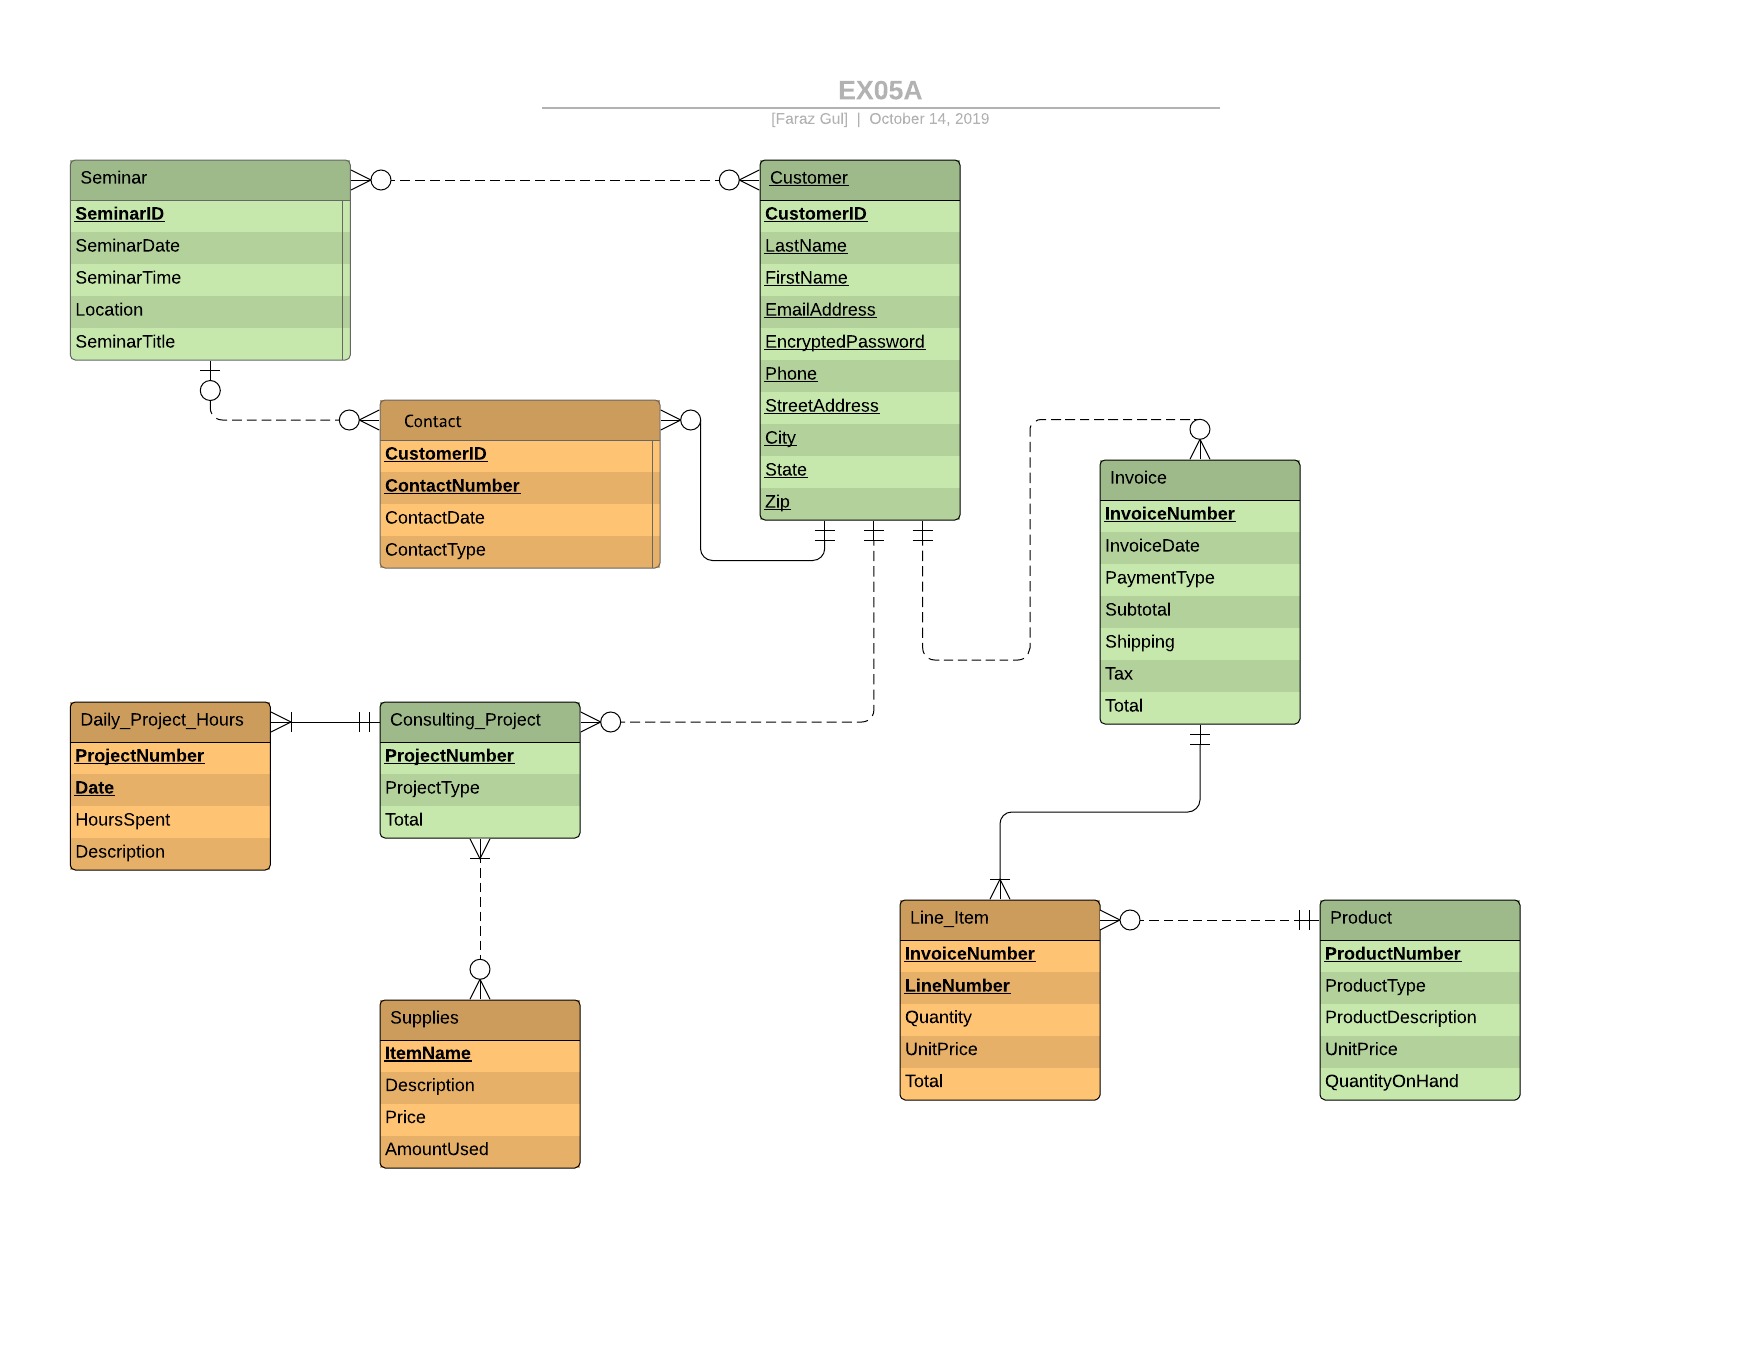 EX05A
[Faraz Gul] | October 14, 2019
Seminar
SeminarID
SeminarDate
SeminarTime
Location
SeminarTitle
Customer
CustomerID
LastName
FirstName
EmailAddress
EncryptedPassword
Phone
StreetAddress
City
State
Zip
Contact
CustomerID
ContactNumber
ContactDate
ContactType
Invoice
InvoiceNumber
InvoiceDate
PaymentType
Subtotal
Shipping
Tax
Total
Daily_Project_Hours
ProjectNumber
Date
HoursSpent
Description
Consulting_Project
ProjectNumber
ProjectType
Total
Supplies
ItemName
Description
Price
AmountUsed
Line_Item
InvoiceNumber
LineNumber
Quantity
UnitPrice
Total
Product
ProductNumber
ProductType
ProductDescription
UnitPrice
QuantityOnHand